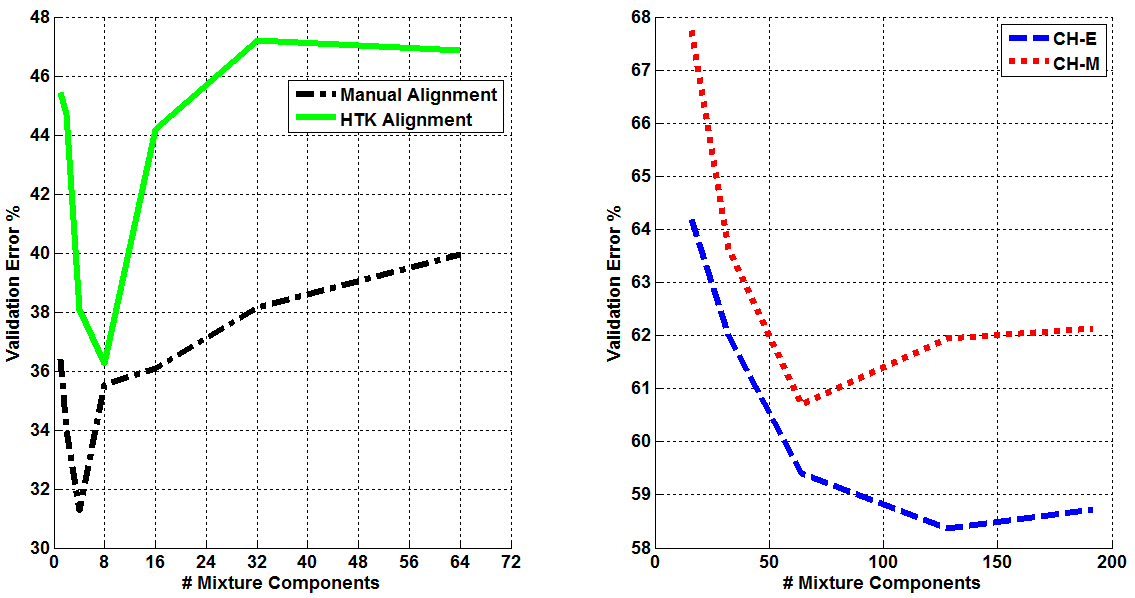 48
46
44
42
40
38
36
34
32
30
Validation Error %
0 8 16 24 32 40 48 56 64 72
# Mixture Components
Manual Alignment
HTK Alignment
68
67
66
65
64
63
62
61
60
59
58
Validation Error %
0 50 100 150 200
# Mixture Components
CH-E
CH-M